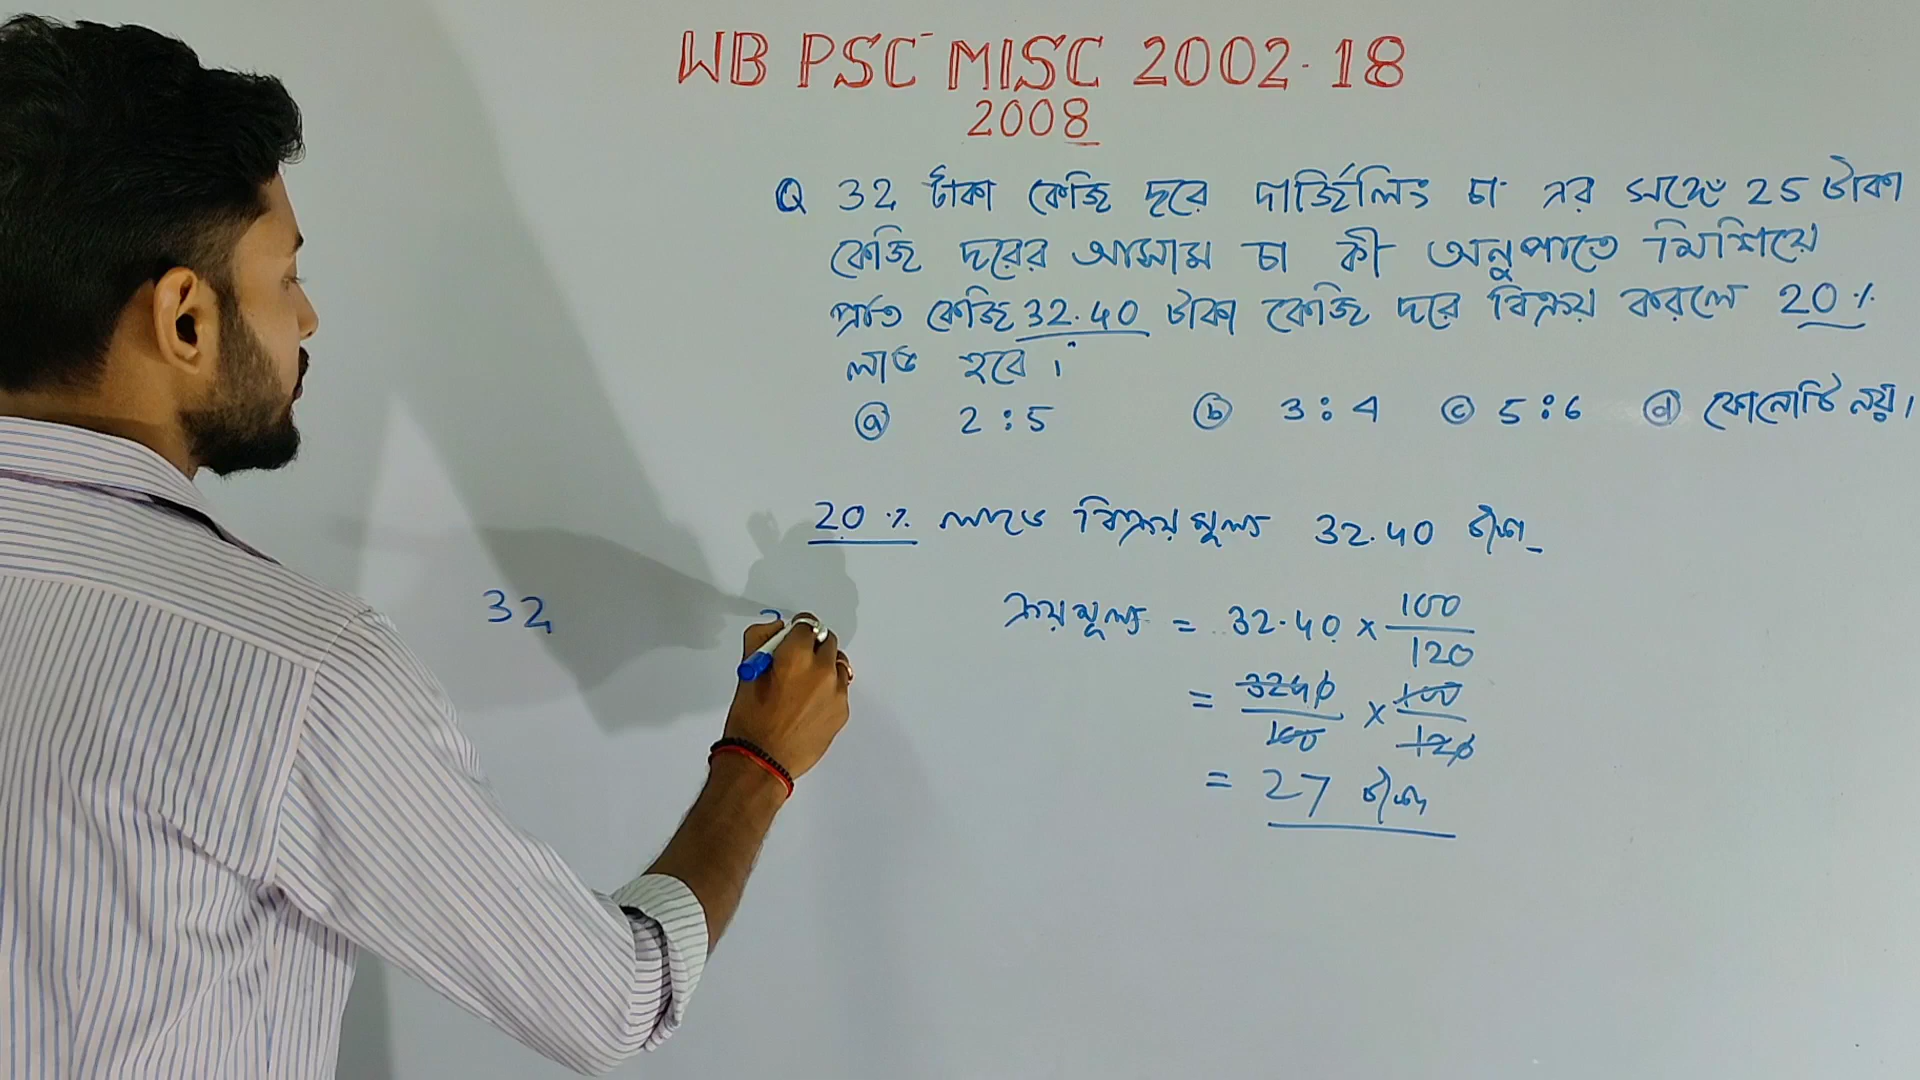 WB PSC MISC 2002-18
2008
Q 32 টাকা কেজি দরে দার্জিলিং চা এর সঙ্গে 25 টাকা
কেজি দরের আসাম চা কী অনুপাতে মিশিয়ে
প্রতি কেজি 32.40 টাকা কেজি দরে বিক্রয় করলে 20%
লাভ হবে।
ⓐ 2:5 ⓑ 3:4 ⓒ 5:6 ⓓ কোনোটি নয়।
20% লাভে বিক্রয়মূল্য 32.40 টাকা
ক্রয়মূল্য = 32.40 × 100/120
= 3240/100 × 100/120
= 27 টাকা
32